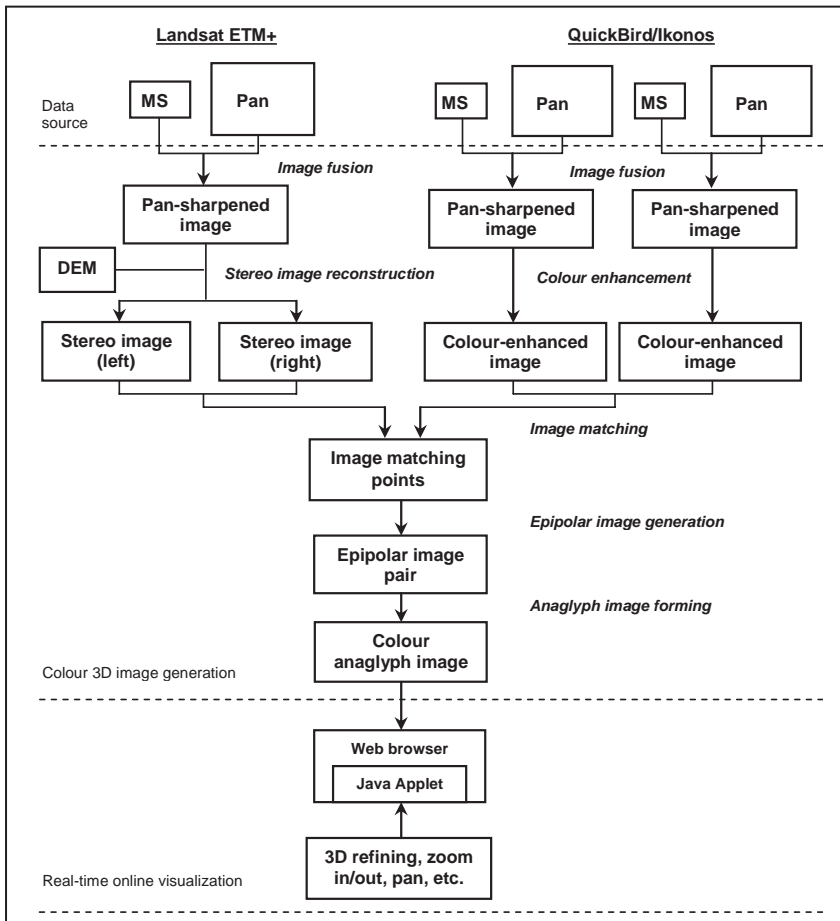 Landsat ETM+ QuickBird/Ikonos
Data
source
MS Pan MS Pan MS Pan
Image fusion Image fusion
Pan-sharpened
image
Pan-sharpened
image
Pan-sharpened
image
DEM
Stereo image reconstruction Colour enhancement
Stereo image
(left)
Stereo image
(right)
Colour-enhanced
image
Colour-enhanced
image
Image matching
Image matching
points
Epipolar image generation
Epipolar image
pair
Anaglyph image forming
Colour
anaglyph image
Colour 3D image generation
Web browser
Java Applet
3D refining, zoom
in/out, pan, etc.
Real-time online visualization